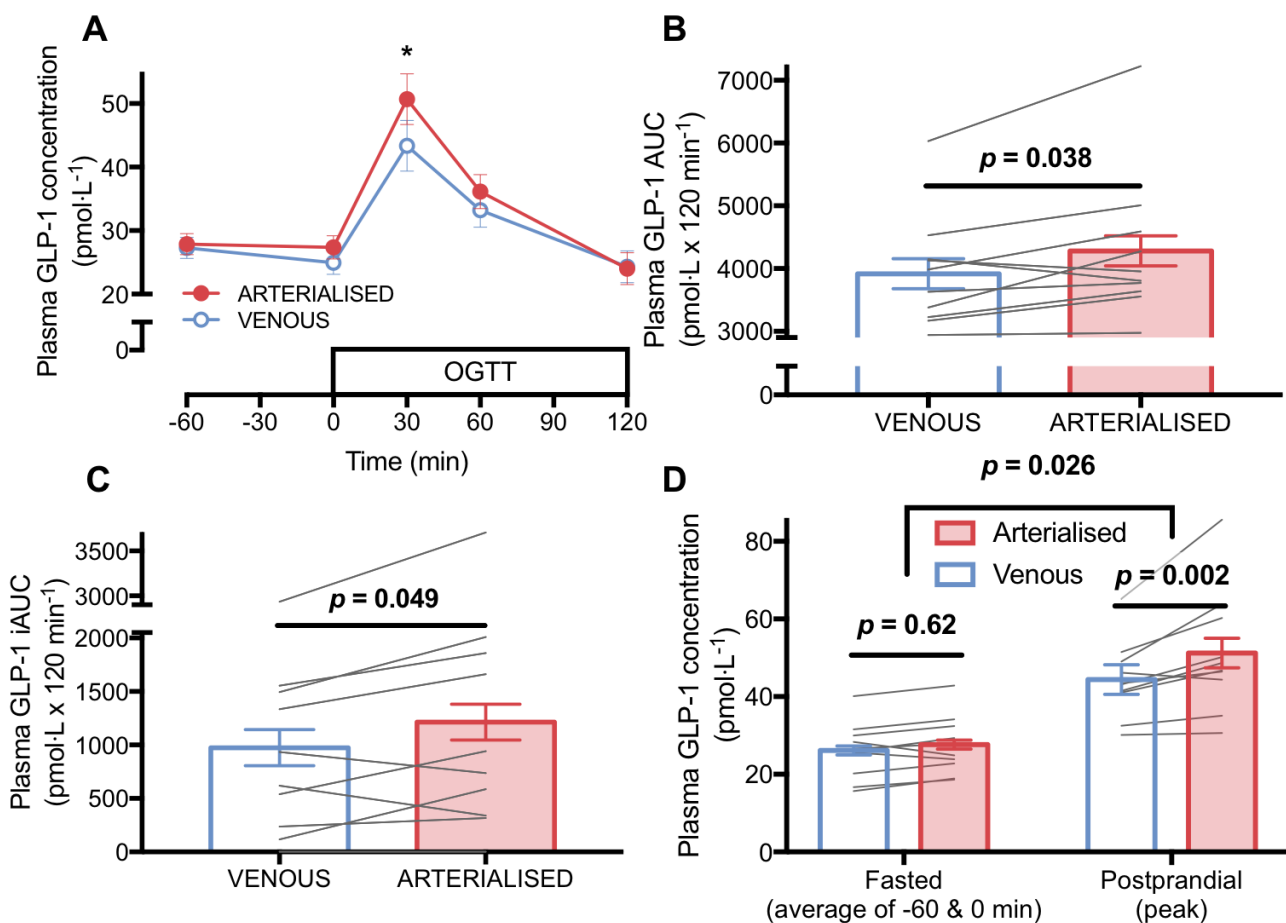 A
*
Plasma GLP-1 concentration
(pmol·L⁻¹)
50
40
30
20
0
ARTERIALISED
VENOUS
OGTT
-60
-30
0
30
60
90
120
Time (min)
B
Plasma GLP-1 AUC
(pmol·L x 120 min⁻¹)
7000
6000
5000
4000
3000
0
p = 0.038
VENOUS
ARTERIALISED
C
Plasma GLP-1 iAUC
(pmol·L x 120 min⁻¹)
3500
3000
2000
1500
1000
500
0
p = 0.049
VENOUS
ARTERIALISED
D
p = 0.026
Plasma GLP-1 concentration
(pmol·L⁻¹)
80
60
40
20
0
Arterialised
Venous
p = 0.62
p = 0.002
Fasted
(average of -60 & 0 min)
Postprandial
(peak)